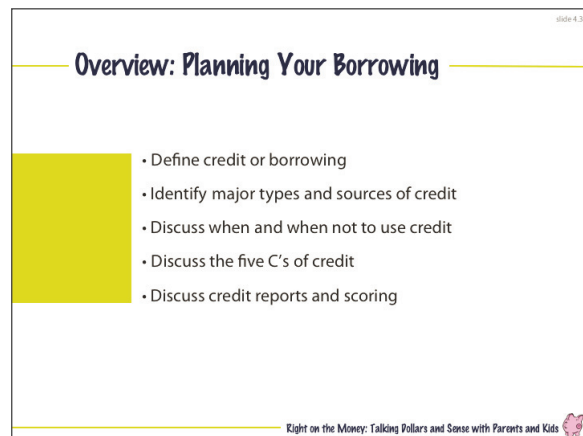 slide 4.3
Overview: Planning Your Borrowing
• Define credit or borrowing
• Identify major types and sources of credit
• Discuss when and when not to use credit
• Discuss the five C's of credit
• Discuss credit reports and scoring
Right on the Money: Talking Dollars and Sense with Parents and Kids